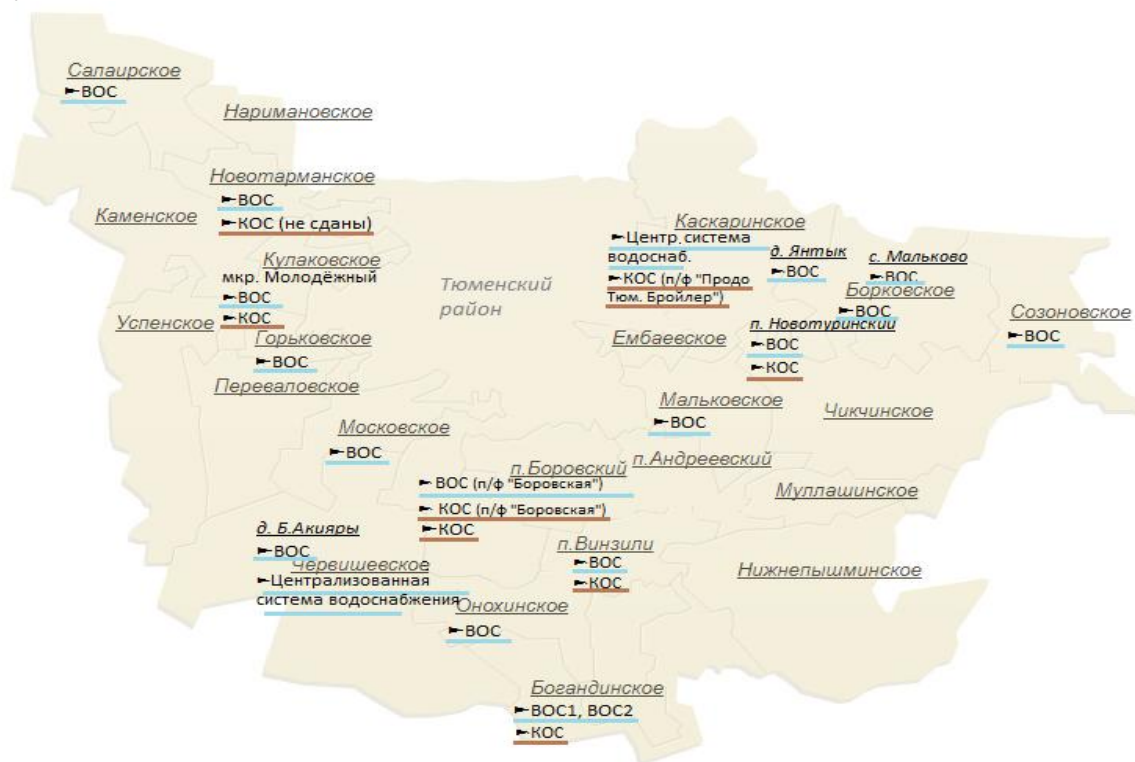 Салаирское
ВОС
Наримановское
Новотарманское
ВОС
КОС (не сданы)
Каменское
Кулаковское
мкр. Молодёжный
ВОС
КОС
Успенское
Горьковское
ВОС
Переваловское
Тюменский
район
Каскаринское
Центр. система
водоснаб.
КОС (п/ф "Продо
Тюм. Бройлер")
д. Янтык
ВОС
с. Мальково
ВОС
Борковское
ВОС
Созоновское
ВОС
Ембаевское
п. Новотуринский
ВОС
КОС
Мальковское
ВОС
Чикчинское
Московское
ВОС
п.Боровский
ВОС (п/ф "Боровская")
КОС (п/ф "Боровская")
КОС
п.Андреевский
Муллашинское
д. Б.Акияры
ВОС
Червишевское
Централизованная
система водоснабжения
п.Винзили
ВОС
КОС
Нижнепышминское
Онохинское
ВОС
Богандинское
ВОС1, ВОС2
КОС